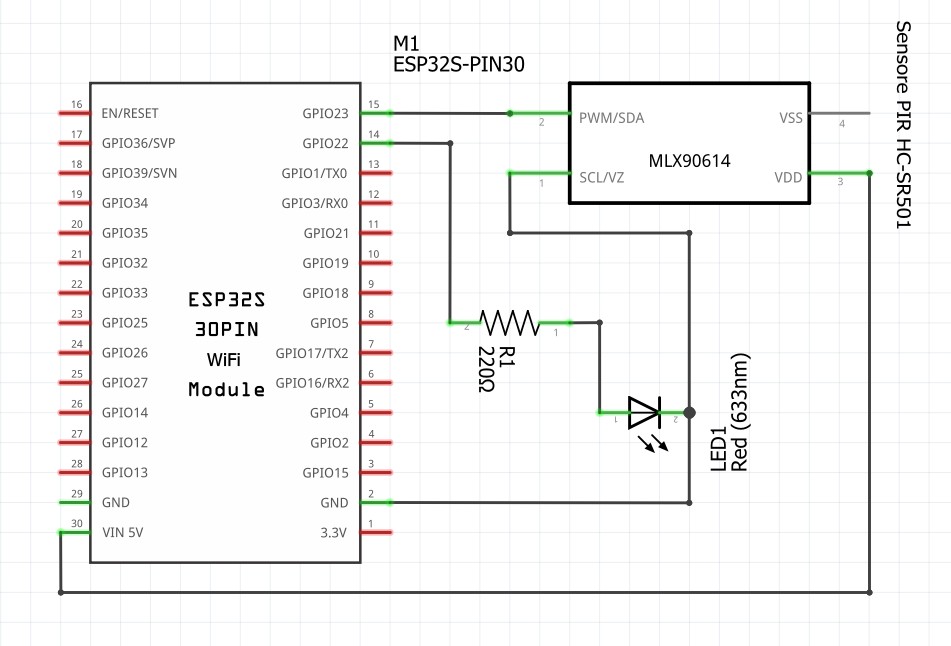 M1
ESP32S-PIN30
16 EN/RESET GPIO23 15
17 GPIO36/SVP GPIO22 14
18 GPIO39/SVN GPIO1/TX0 13
19 GPIO34 GPIO3/RX0 12
20 GPIO35 GPIO21 11
21 GPIO32 GPIO19 10
22 GPIO33 GPIO18 9
23 GPIO25 GPIO5 8
24 GPIO26 GPIO17/TX2 7
25 GPIO27 GPIO16/RX2 6
26 GPIO14 GPIO4 5
27 GPIO12 GPIO2 4
28 GPIO13 GPIO15 3
29 GND GND 2
30 VIN 5V 3.3V 1
ESP32S
30PIN
WiFi
Module
2 PWM/SDA VSS 4
MLX90614
1 SCL/VZ VDD 3
Sensore PIR HC-SR501
2 1
R1
220Ω
1 2
LED1
Red (633nm)